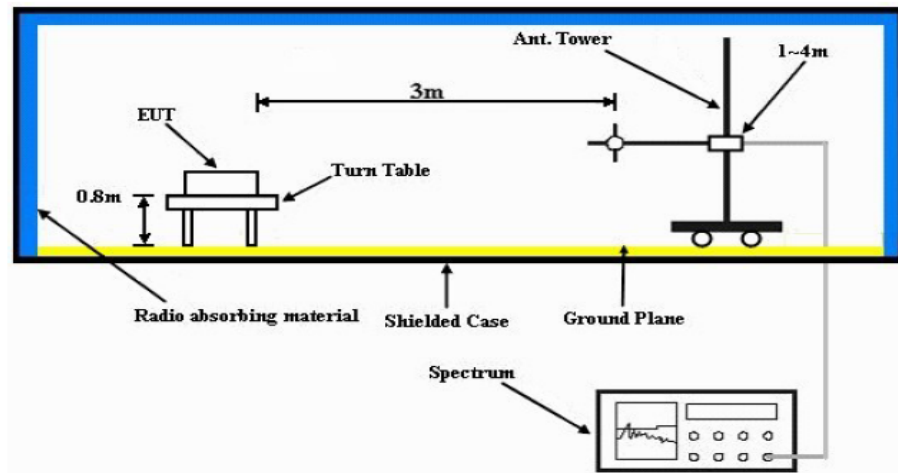 Ant. Tower
1~4m
3m
EUT
Turn Table
0.8m
Radio absorbing material
Shielded Case
Ground Plane
Spectrum